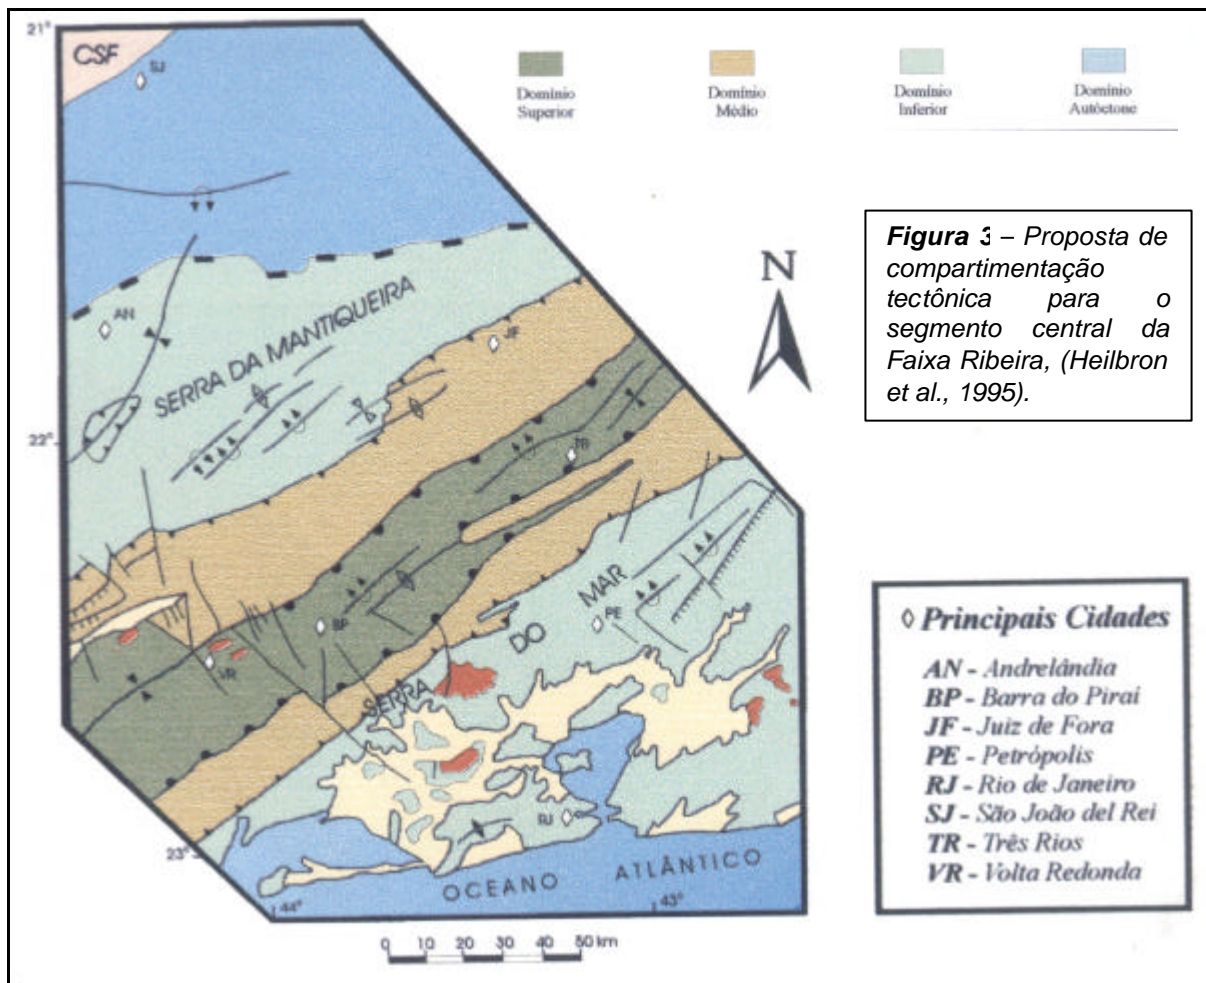 21°
CSF
SJ
Domínio
Superior
Domínio
Médio
Domínio
Inferior
Domínio
Autóctone
Figura 3 – Proposta de
compartimentação
tectônica para o
segmento central da
Faixa Ribeira, (Heilbron
et al., 1995).
N
AN
SERRA DA MANTIQUEIRA
JF
22°
TR
BP
VR
SERRA DO MAR
PE
RJ
23°
OCEANO ATLÂNTICO
44°
43°
0 10 20 30 40 50 km
Principais Cidades
AN - Andrelândia
BP - Barra do Piraí
JF - Juiz de Fora
PE - Petrópolis
RJ - Rio de Janeiro
SJ - São João del Rei
TR - Três Rios
VR - Volta Redonda